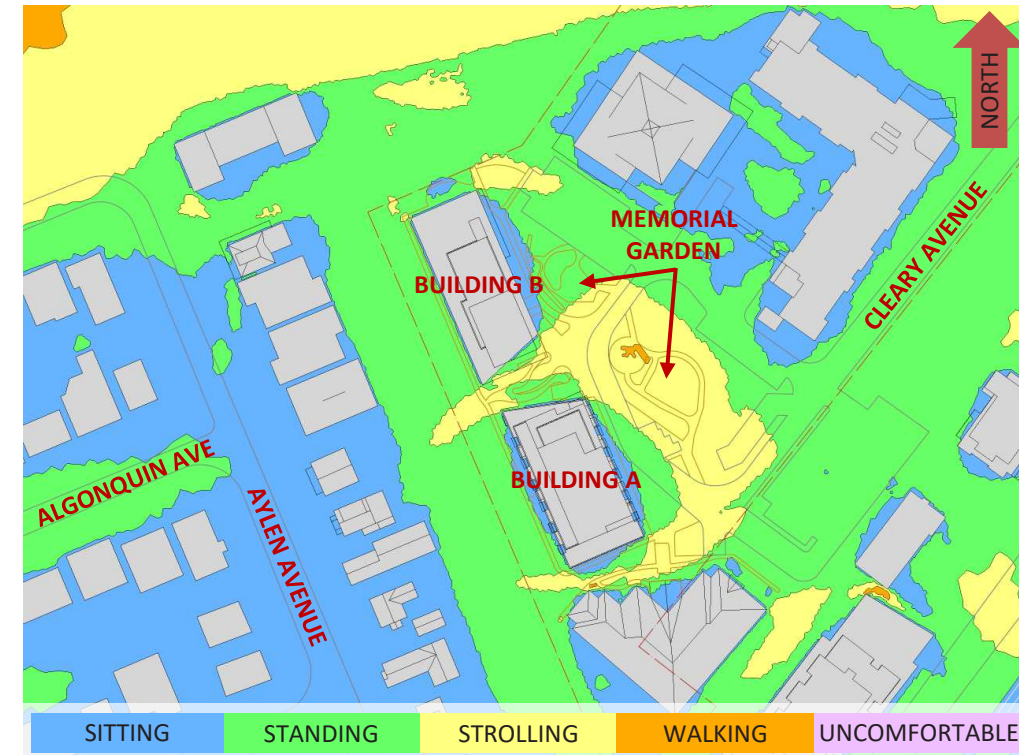 NORTH
MEMORIAL
GARDEN
BUILDING B
CLEARY AVENUE
BUILDING A
ALGONQUIN AVE
AYLEN AVENUE
SITTING
STANDING
STROLLING
WALKING
UNCOMFORTABLE